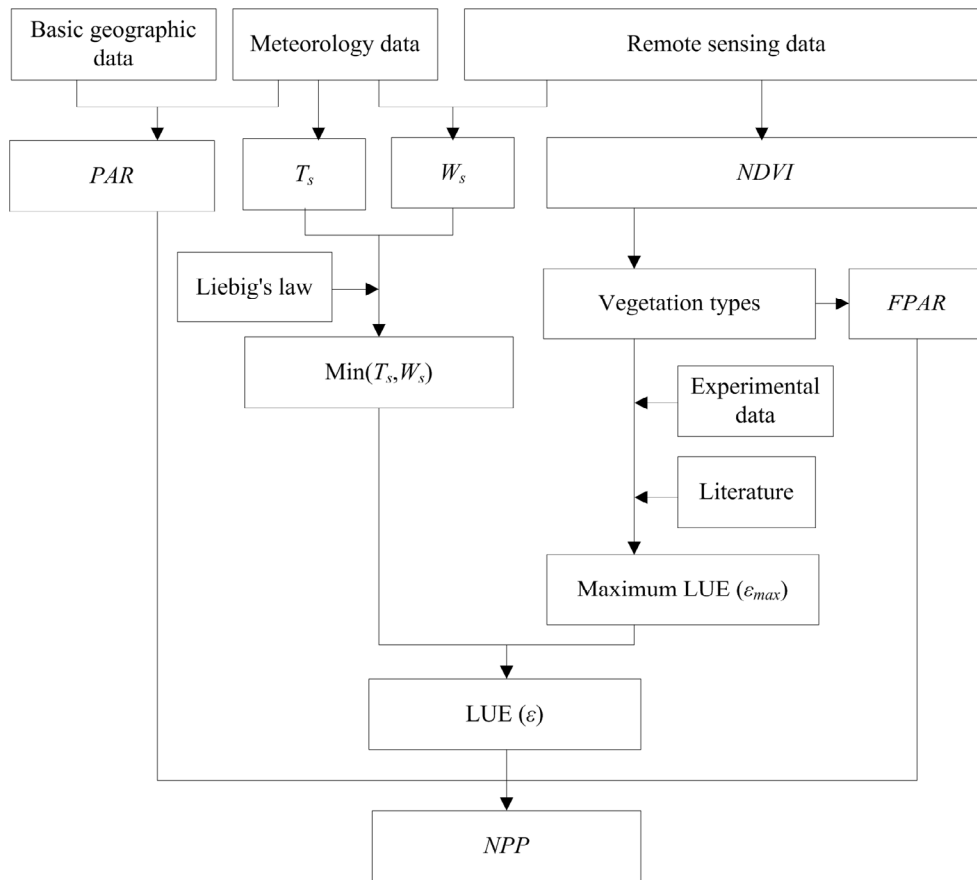 Basic geographic
data
Meteorology data
Remote sensing data
PAR
Ts
Ws
NDVI
Liebig's law
Vegetation types
FPAR
Min(Ts,Ws)
Experimental
data
Literature
Maximum LUE (εmax)
LUE (ε)
NPP